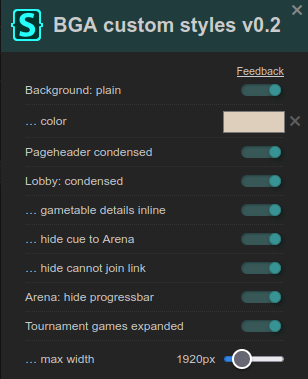 BGA custom styles v0.2
Feedback
Background: plain
... color
Pageheader condensed
Lobby: condensed
... gametable details inline
... hide cue to Arena
... hide cannot join link
Arena: hide progressbar
Tournament games expanded
... max width 1920px